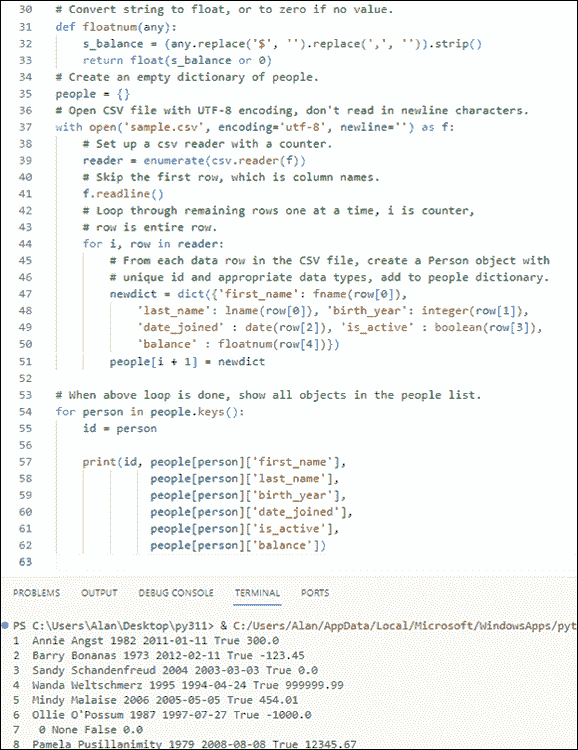 30 # Convert string to float, or to zero if no value.
31 def floatnum(any):
32     s_balance = (any.replace('$', '').replace(',', '')).strip()
33     return float(s_balance or 0)
34 # Create an empty dictionary of people.
35 people = {}
36 # Open CSV file with UTF-8 encoding, don't read in newline characters.
37 with open('sample.csv', encoding='utf-8', newline='') as f:
38     # Set up a csv reader with a counter.
39     reader = enumerate(csv.reader(f))
40     # Skip the first row, which is column names.
41     f.readline()
42     # Loop through remaining rows one at a time, i is counter,
43     # row is entire row.
44     for i, row in reader:
45         # From each data row in the CSV file, create a Person object with
46         # unique id and appropriate data types, add to people dictionary.
47         newdict = dict({'first_name': fname(row[0]),
48             'last_name': lname(row[0]), 'birth_year': integer(row[1]),
49             'date_joined' : date(row[2]), 'is_active' : boolean(row[3]),
50             'balance' : floatnum(row[4])})
51         people[i + 1] = newdict
52
53 # When above loop is done, show all objects in the people list.
54 for person in people.keys():
55     id = person
56
57     print(id, people[person]['first_name'],
58               people[person]['last_name'],
59               people[person]['birth_year'],
60               people[person]['date_joined'],
61               people[person]['is_active'],
62               people[person]['balance'])
63
PROBLEMS OUTPUT DEBUG CONSOLE TERMINAL PORTS
PS C:\Users\Alan\Desktop\py311> & C:/Users/Alan/AppData/Local/Microsoft/WindowsApps/pyt
1 Annie Angst 1982 2011-01-11 True 300.0
2 Barry Bonanas 1973 2012-02-11 True -123.45
3 Sandy Schandenfreud 2004 2003-03-03 True 0.0
4 Wanda Weltschmerz 1995 1994-04-24 True 999999.99
5 Mindy Malaise 2006 2005-05-05 True 454.01
6 Ollie O'Possum 1987 1997-07-27 True -1000.0
7  0 None False 0.0
8 Pamela Pusillanimity 1979 2008-08-08 True 12345.67